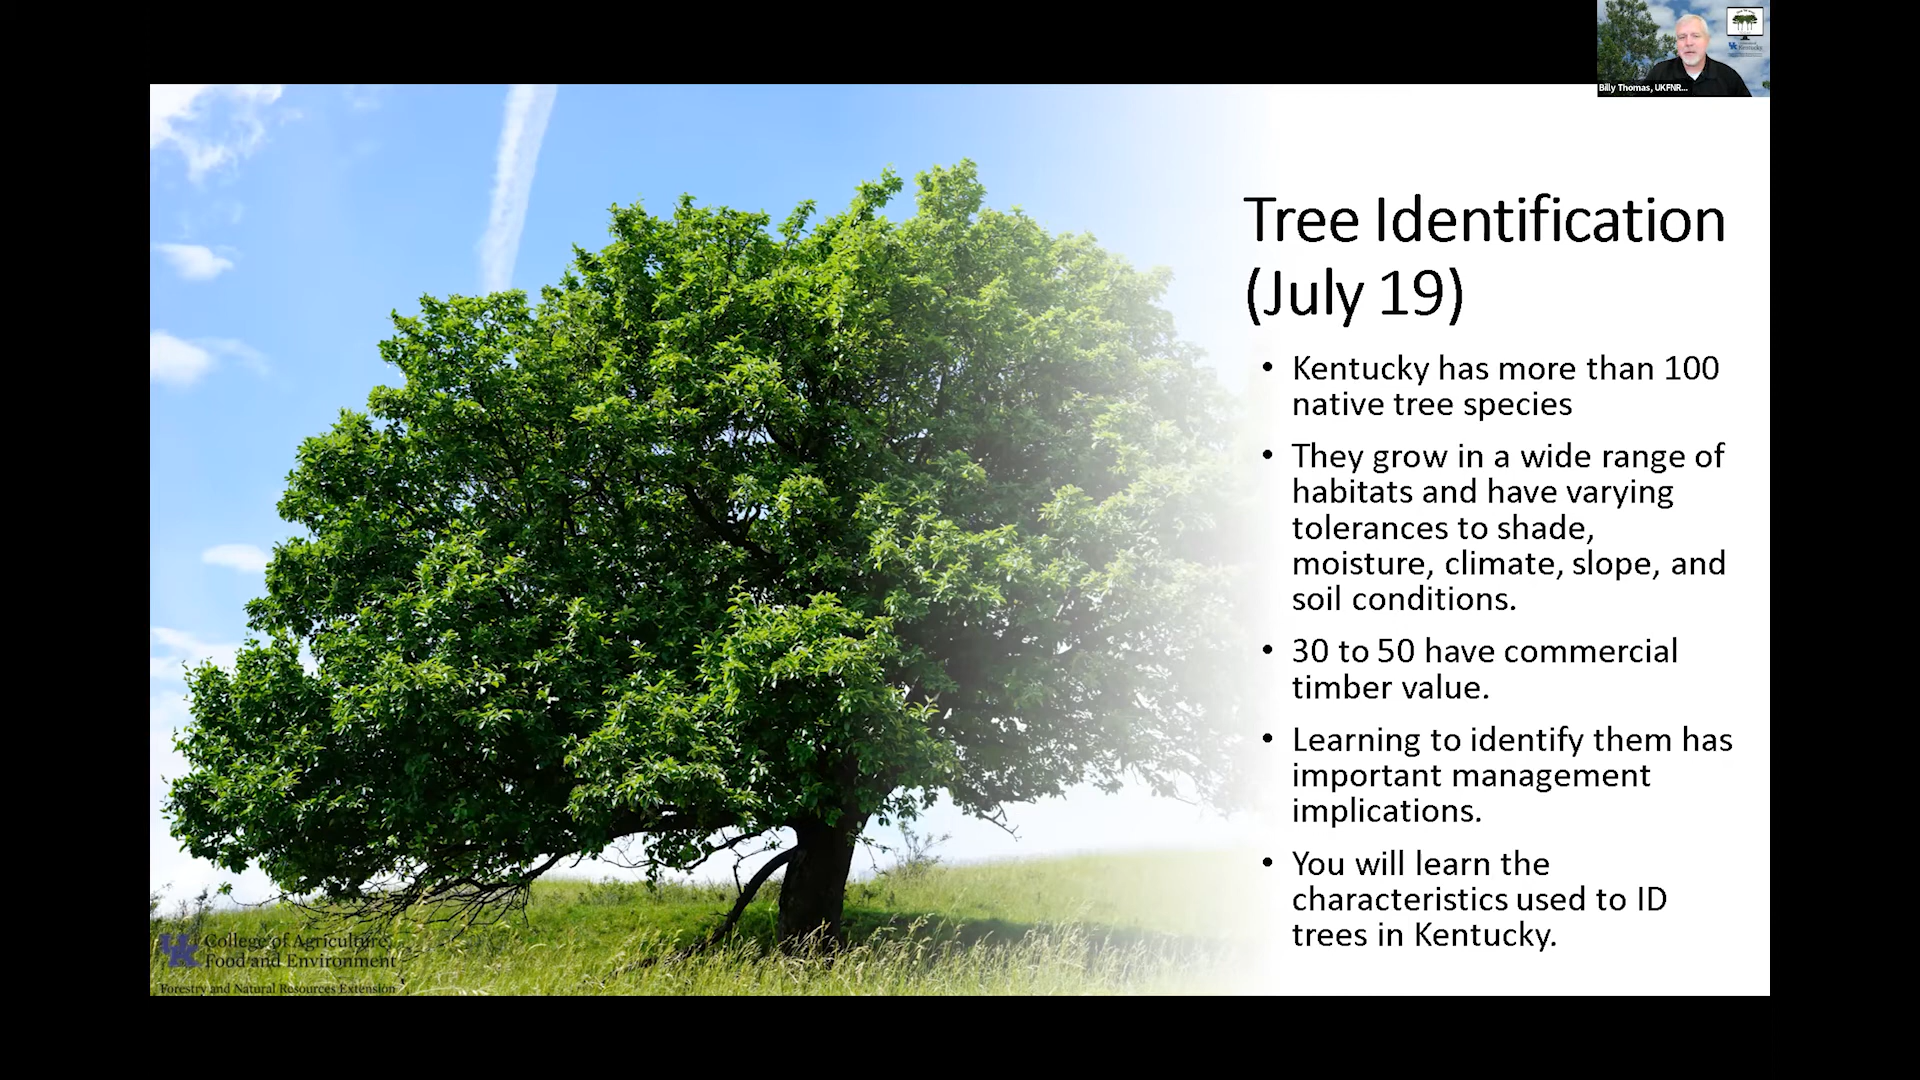 Billy Thomas, UKFNR...
Tree Identification
(July 19)
• Kentucky has more than 100
native tree species
• They grow in a wide range of
habitats and have varying
tolerances to shade,
moisture, climate, slope, and
soil conditions.
• 30 to 50 have commercial
timber value.
• Learning to identify them has
important management
implications.
• You will learn the
characteristics used to ID
trees in Kentucky.
UK College of Agriculture,
Food and Environment
Forestry and Natural Resources Extension